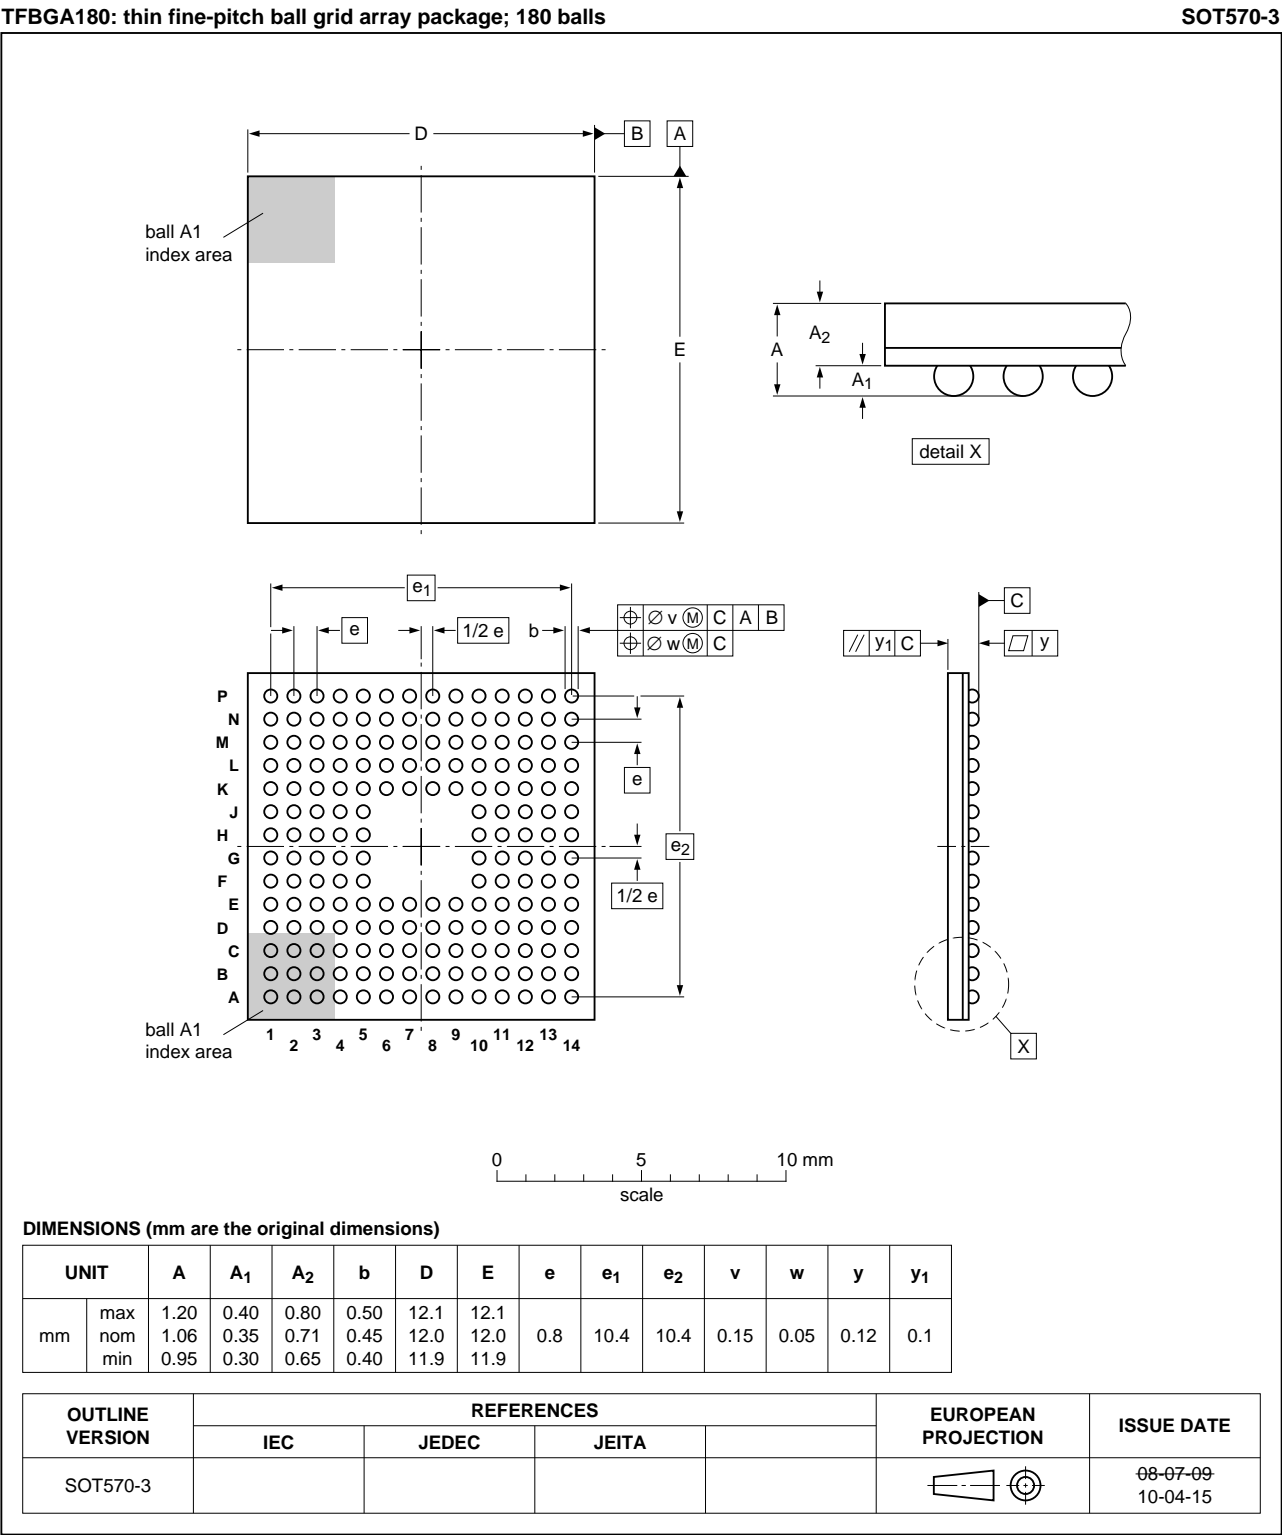 TFBGA180: thin fine-pitch ball grid array package; 180 balls SOT570-3
D B A
ball A1
index area
E
A A2 A1
detail X
e1
e 1/2 e b
⌖ ∅ v Ⓜ C A B
⌖ ∅ w Ⓜ C
C
// y1 C
⏥ y
P
N
M
L
K
J
H
G
F
E
D
C
B
A
e
e2
1/2 e
ball A1
index area
1 2 3 4 5 6 7 8 9 10 11 12 13 14
X
0 5 10 mm
scale
DIMENSIONS (mm are the original dimensions)
UNIT A A1 A2 b D E e e1 e2 v w y y1
mm
max 1.20 0.40 0.80 0.50 12.1 12.1
nom 1.06 0.35 0.71 0.45 12.0 12.0 0.8 10.4 10.4 0.15 0.05 0.12 0.1
min 0.95 0.30 0.65 0.40 11.9 11.9
OUTLINE
VERSION
REFERENCES
IEC JEDEC JEITA
EUROPEAN
PROJECTION
ISSUE DATE
SOT570-3
08-07-09
10-04-15